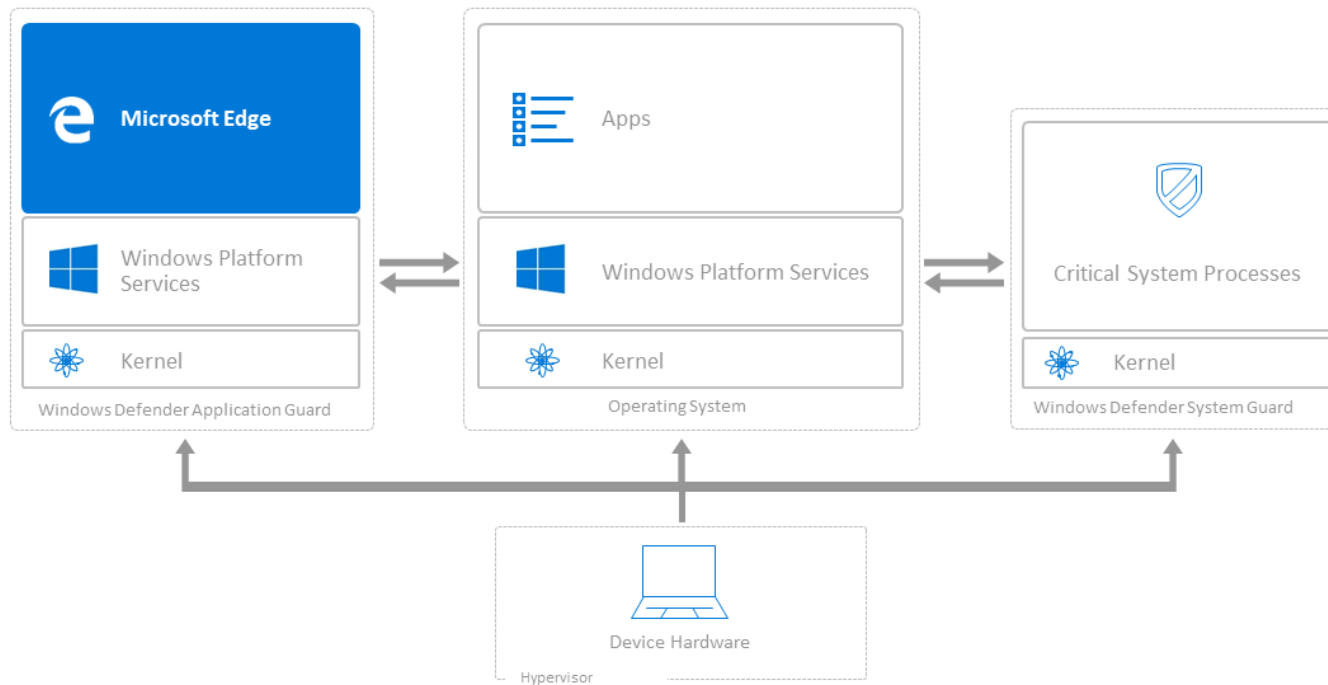 Microsoft Edge
Windows Platform
Services
Kernel
Windows Defender Application Guard
Apps
Windows Platform Services
Kernel
Operating System
Critical System Processes
Kernel
Windows Defender System Guard
Device Hardware
Hypervisor